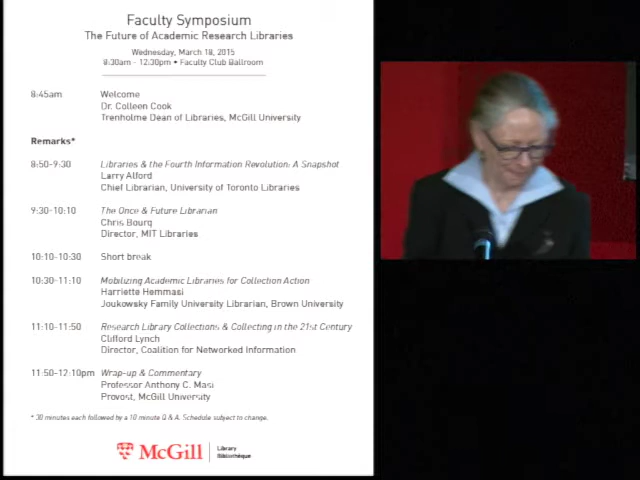 Faculty Symposium
The Future of Academic Research Libraries
Wednesday, March 18, 2015
8:30am - 12:30pm • Faculty Club Ballroom
8:45am Welcome
Dr. Colleen Cook
Trenholme Dean of Libraries, McGill University
Remarks*
8:50-9:30 Libraries & the Fourth Information Revolution: A Snapshot
Larry Alford
Chief Librarian, University of Toronto Libraries
9:30-10:10 The Once & Future Librarian
Chris Bourg
Director, MIT Libraries
10:10-10:30 Short break
10:30-11:10 Mobilizing Academic Libraries for Collection Action
Harriette Hemmasi
Joukowsky Family University Librarian, Brown University
11:10-11:50 Research Library Collections & Collecting in the 21st Century
Clifford Lynch
Director, Coalition for Networked Information
11:50-12:10pm Wrap-up & Commentary
Professor Anthony C. Masi
Provost, McGill University
* 30 minutes each followed by a 10 minute Q & A. Schedule subject to change.
McGill Library
Bibliothèque